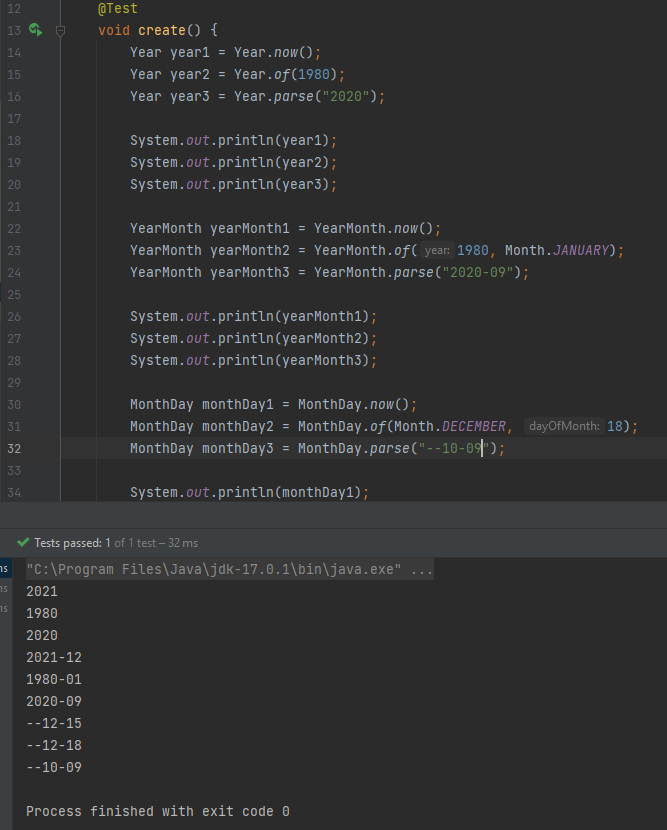 12 @Test
13 void create() {
14 Year year1 = Year.now();
15 Year year2 = Year.of(1980);
16 Year year3 = Year.parse("2020");
17
18 System.out.println(year1);
19 System.out.println(year2);
20 System.out.println(year3);
21
22 YearMonth yearMonth1 = YearMonth.now();
23 YearMonth yearMonth2 = YearMonth.of( year: 1980, Month.JANUARY);
24 YearMonth yearMonth3 = YearMonth.parse("2020-09");
25
26 System.out.println(yearMonth1);
27 System.out.println(yearMonth2);
28 System.out.println(yearMonth3);
29
30 MonthDay monthDay1 = MonthDay.now();
31 MonthDay monthDay2 = MonthDay.of(Month.DECEMBER, dayOfMonth: 18);
32 MonthDay monthDay3 = MonthDay.parse("--10-09");
33
34 System.out.println(monthDay1);
Tests passed: 1 of 1 test – 32 ms
ms "C:\Program Files\Java\jdk-17.0.1\bin\java.exe" ...
ms 2021
ms 1980
2020
2021-12
1980-01
2020-09
--12-15
--12-18
--10-09
Process finished with exit code 0